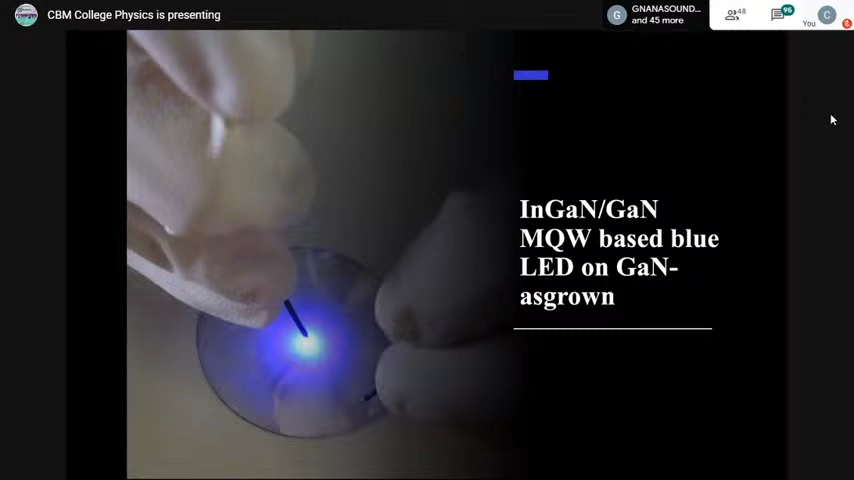 CBM College Physics is presenting
G
GNANASOUND...
and 45 more
48
96
You
C
InGaN/GaN
MQW based blue
LED on GaN-
asgrown